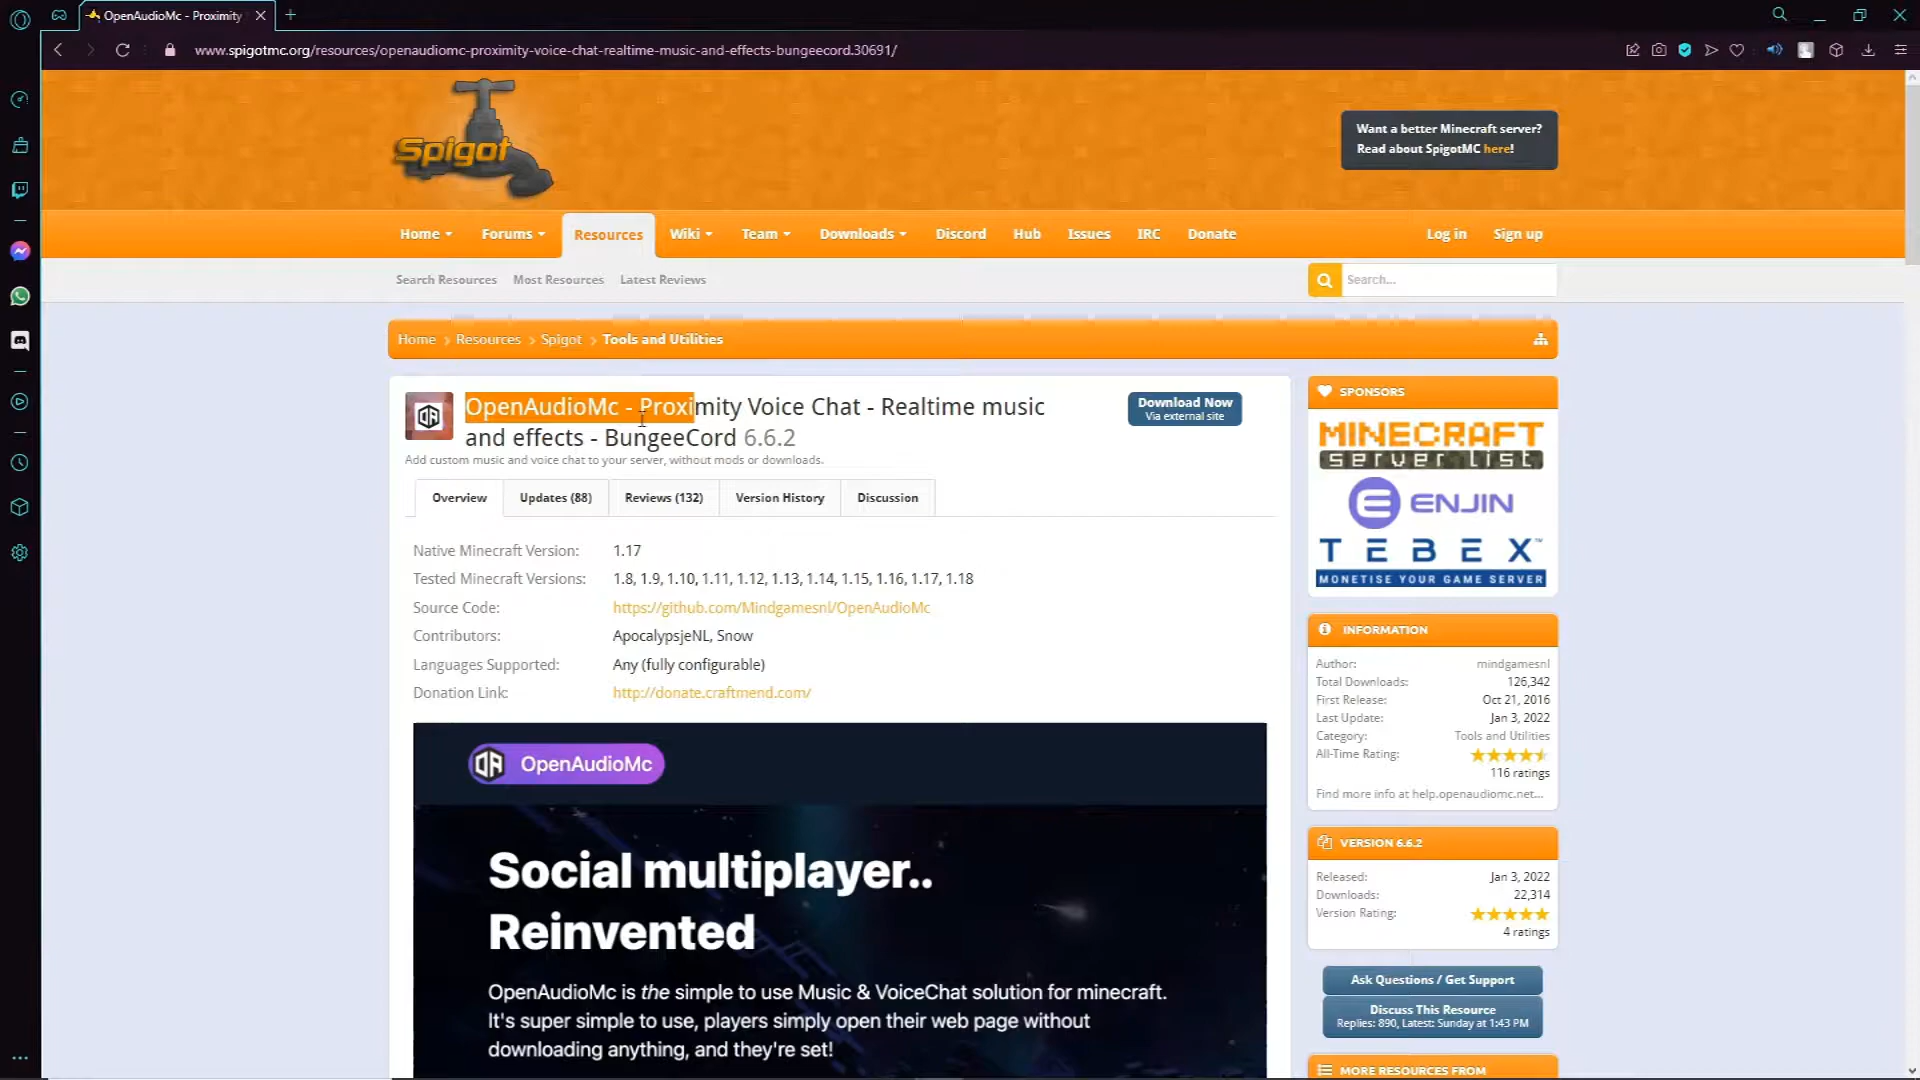 OpenAudioMc - Proximity
www.spigotmc.org/resources/openaudiomc-proximity-voice-chat-realtime-music-and-effects-bungeecord.30691/
Spigot
Want a better Minecraft server?
Read about SpigotMC here!
Home
Forums
Resources
Wiki
Team
Downloads
Discord
Hub
Issues
IRC
Donate
Log in
Sign up
Search Resources
Most Resources
Latest Reviews
Search...
Home
Resources
Spigot
Tools and Utilities
OpenAudioMc - Proximity Voice Chat - Realtime music
and effects - BungeeCord 6.6.2
Add custom music and voice chat to your server, without mods or downloads.
Download Now
Via external site
Overview
Updates (88)
Reviews (132)
Version History
Discussion
Native Minecraft Version: 1.17
Tested Minecraft Versions: 1.8, 1.9, 1.10, 1.11, 1.12, 1.13, 1.14, 1.15, 1.16, 1.17, 1.18
Source Code: https://github.com/Mindgamesnl/OpenAudioMc
Contributors: ApocalypsjeNL, Snow
Languages Supported: Any (fully configurable)
Donation Link: http://donate.craftmend.com/
OpenAudioMc
Social multiplayer..
Reinvented
OpenAudioMc is the simple to use Music & VoiceChat solution for minecraft.
It's super simple to use, players simply open their web page without
downloading anything, and they're set!
SPONSORS
MINECRAFT
server list
ENJIN
TEBEX™
MONETISE YOUR GAME SERVER
INFORMATION
Author: mindgamesnl
Total Downloads: 126,342
First Release: Oct 21, 2016
Last Update: Jan 3, 2022
Category: Tools and Utilities
All-Time Rating:
116 ratings
Find more info at help.openaudiomc.net...
VERSION 6.6.2
Released: Jan 3, 2022
Downloads: 22,314
Version Rating:
4 ratings
Ask Questions / Get Support
Discuss This Resource
Replies: 890, Latest: Sunday at 1:43 PM
MORE RESOURCES FROM